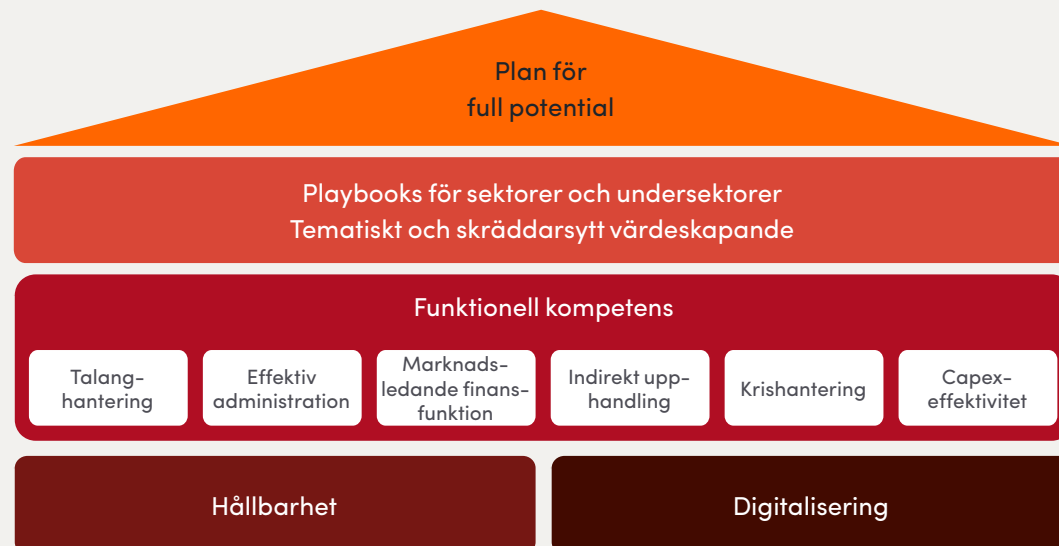 Plan för
full potential
Playbooks för sektorer och undersektorer
Tematiskt och skräddarsytt värdeskapande
Funktionell kompetens
Talang-
hantering
Effektiv
administration
Marknads-
ledande finans-
funktion
Indirekt upp-
handling
Krishantering
Capex-
effektivitet
Hållbarhet
Digitalisering